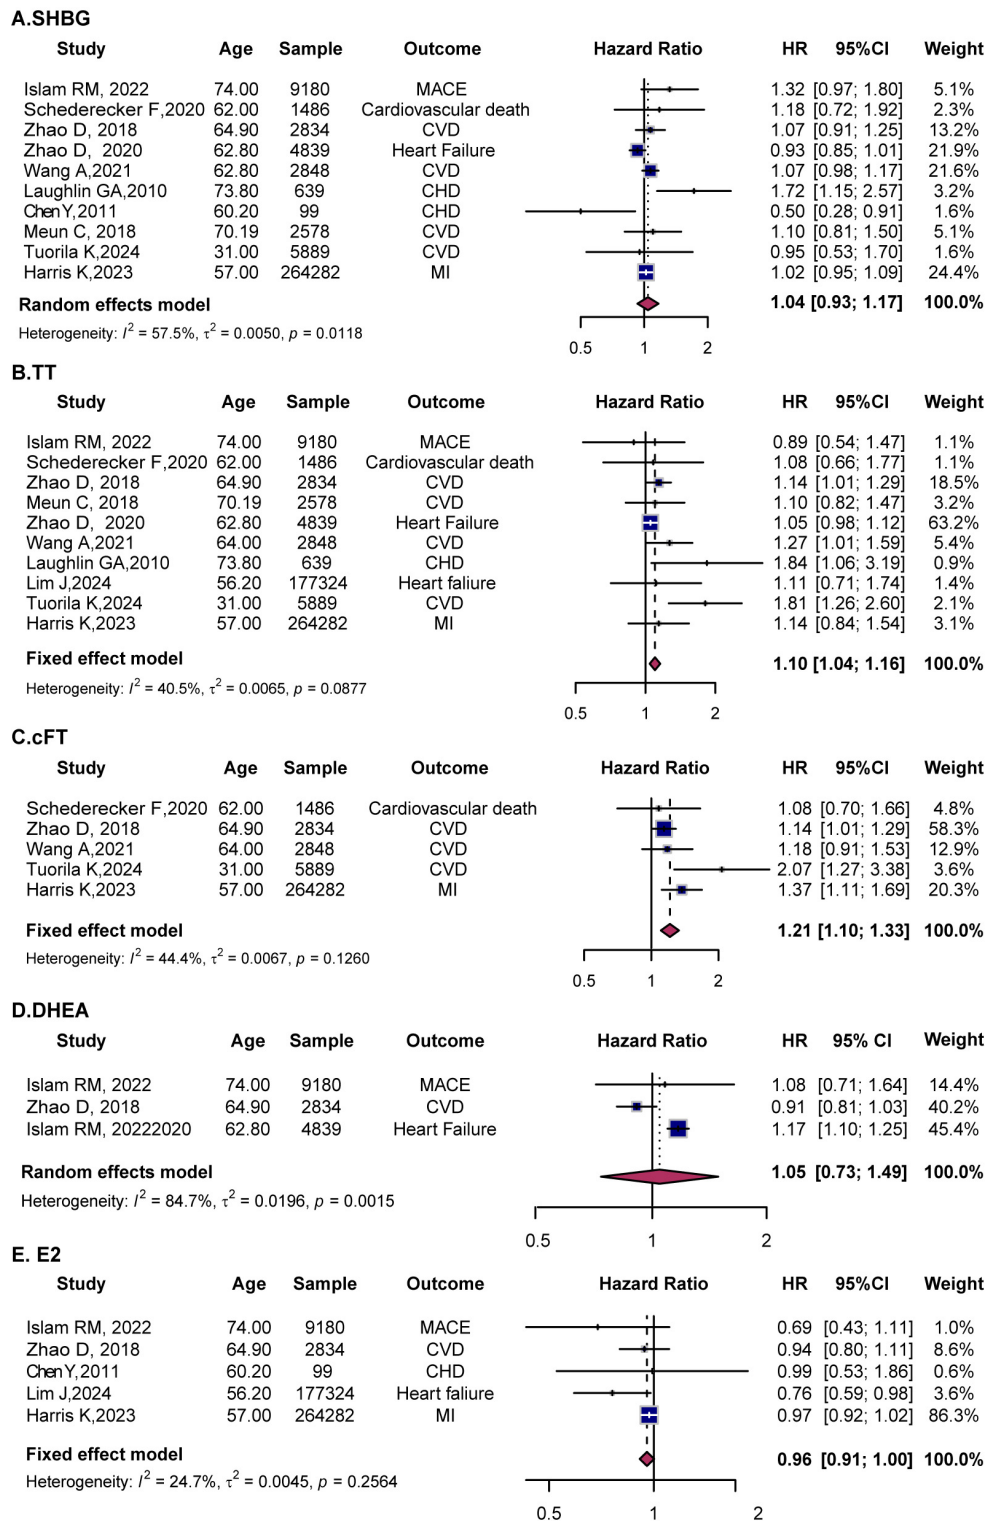 A.SHBG
Study Age Sample Outcome Hazard Ratio HR 95%CI Weight
Islam RM, 2022 74.00 9180 MACE 1.32 [0.97; 1.80] 5.1%
Schederecker F,2020 62.00 1486 Cardiovascular death 1.18 [0.72; 1.92] 2.3%
Zhao D, 2018 64.90 2834 CVD 1.07 [0.91; 1.25] 13.2%
Zhao D, 2020 62.80 4839 Heart Failure 0.93 [0.85; 1.01] 21.9%
Wang A,2021 62.80 2848 CVD 1.07 [0.98; 1.17] 21.6%
Laughlin GA,2010 73.80 639 CHD 1.72 [1.15; 2.57] 3.2%
Chen Y,2011 60.20 99 CHD 0.50 [0.28; 0.91] 1.6%
Meun C, 2018 70.19 2578 CVD 1.10 [0.81; 1.50] 5.1%
Tuorila K,2024 31.00 5889 CVD 0.95 [0.53; 1.70] 1.6%
Harris K,2023 57.00 264282 MI 1.02 [0.95; 1.09] 24.4%
Random effects model 1.04 [0.93; 1.17] 100.0%
Heterogeneity: I² = 57.5%, τ² = 0.0050, p = 0.0118
0.5 1 2
B.TT
Study Age Sample Outcome Hazard Ratio HR 95%CI Weight
Islam RM, 2022 74.00 9180 MACE 0.89 [0.54; 1.47] 1.1%
Schederecker F,2020 62.00 1486 Cardiovascular death 1.08 [0.66; 1.77] 1.1%
Zhao D, 2018 64.90 2834 CVD 1.14 [1.01; 1.29] 18.5%
Meun C, 2018 70.19 2578 CVD 1.10 [0.82; 1.47] 3.2%
Zhao D, 2020 62.80 4839 Heart Failure 1.05 [0.98; 1.12] 63.2%
Wang A,2021 64.00 2848 CVD 1.27 [1.01; 1.59] 5.4%
Laughlin GA,2010 73.80 639 CHD 1.84 [1.06; 3.19] 0.9%
Lim J,2024 56.20 177324 Heart faliure 1.11 [0.71; 1.74] 1.4%
Tuorila K,2024 31.00 5889 CVD 1.81 [1.26; 2.60] 2.1%
Harris K,2023 57.00 264282 MI 1.14 [0.84; 1.54] 3.1%
Fixed effect model 1.10 [1.04; 1.16] 100.0%
Heterogeneity: I² = 40.5%, τ² = 0.0065, p = 0.0877
0.5 1 2
C.cFT
Study Age Sample Outcome Hazard Ratio HR 95%CI Weight
Schederecker F,2020 62.00 1486 Cardiovascular death 1.08 [0.70; 1.66] 4.8%
Zhao D, 2018 64.90 2834 CVD 1.14 [1.01; 1.29] 58.3%
Wang A,2021 64.00 2848 CVD 1.18 [0.91; 1.53] 12.9%
Tuorila K,2024 31.00 5889 CVD 2.07 [1.27; 3.38] 3.6%
Harris K,2023 57.00 264282 MI 1.37 [1.11; 1.69] 20.3%
Fixed effect model 1.21 [1.10; 1.33] 100.0%
Heterogeneity: I² = 44.4%, τ² = 0.0067, p = 0.1260
0.5 1 2
D.DHEA
Study Age Sample Outcome Hazard Ratio HR 95% CI Weight
Islam RM, 2022 74.00 9180 MACE 1.08 [0.71; 1.64] 14.4%
Zhao D, 2018 64.90 2834 CVD 0.91 [0.81; 1.03] 40.2%
Islam RM, 20222020 62.80 4839 Heart Failure 1.17 [1.10; 1.25] 45.4%
Random effects model 1.05 [0.73; 1.49] 100.0%
Heterogeneity: I² = 84.7%, τ² = 0.0196, p = 0.0015
0.5 1 2
E. E2
Study Age Sample Outcome Hazard Ratio HR 95%CI Weight
Islam RM, 2022 74.00 9180 MACE 0.69 [0.43; 1.11] 1.0%
Zhao D, 2018 64.90 2834 CVD 0.94 [0.80; 1.11] 8.6%
Chen Y,2011 60.20 99 CHD 0.99 [0.53; 1.86] 0.6%
Lim J,2024 56.20 177324 Heart faliure 0.76 [0.59; 0.98] 3.6%
Harris K,2023 57.00 264282 MI 0.97 [0.92; 1.02] 86.3%
Fixed effect model 0.96 [0.91; 1.00] 100.0%
Heterogeneity: I² = 24.7%, τ² = 0.0045, p = 0.2564
0.5 1 2